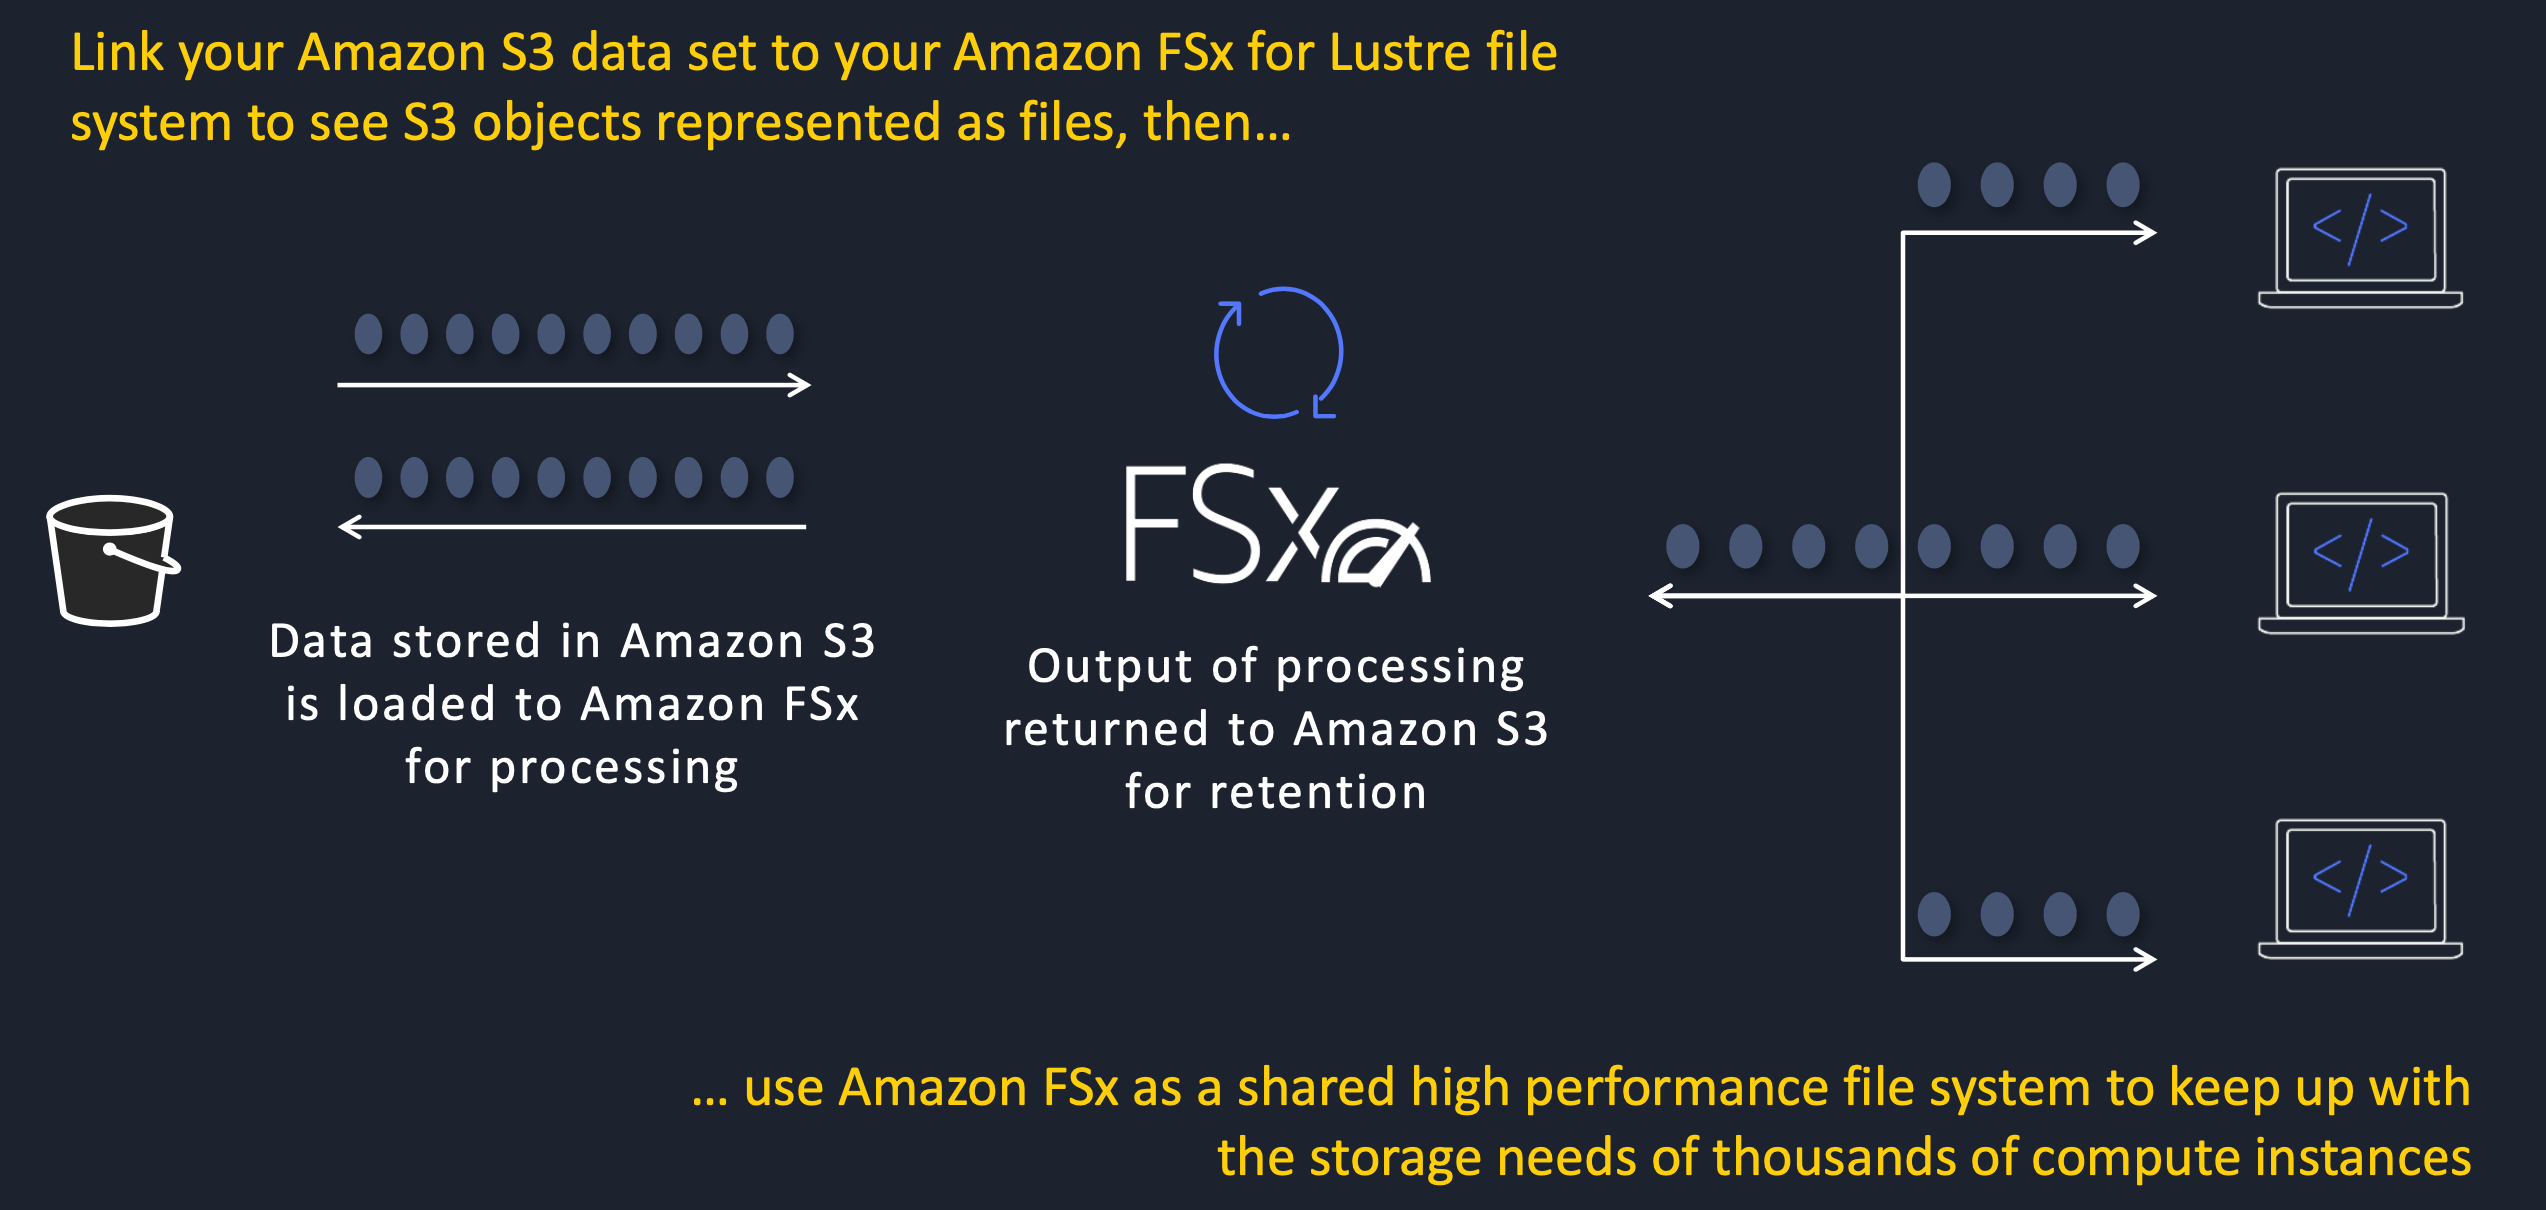 Link your Amazon S3 data set to your Amazon FSx for Lustre file
system to see S3 objects represented as files, then...
</>
</>
</>
FSx
Data stored in Amazon S3
is loaded to Amazon FSx
for processing
Output of processing
returned to Amazon S3
for retention
... use Amazon FSx as a shared high performance file system to keep up with
the storage needs of thousands of compute instances